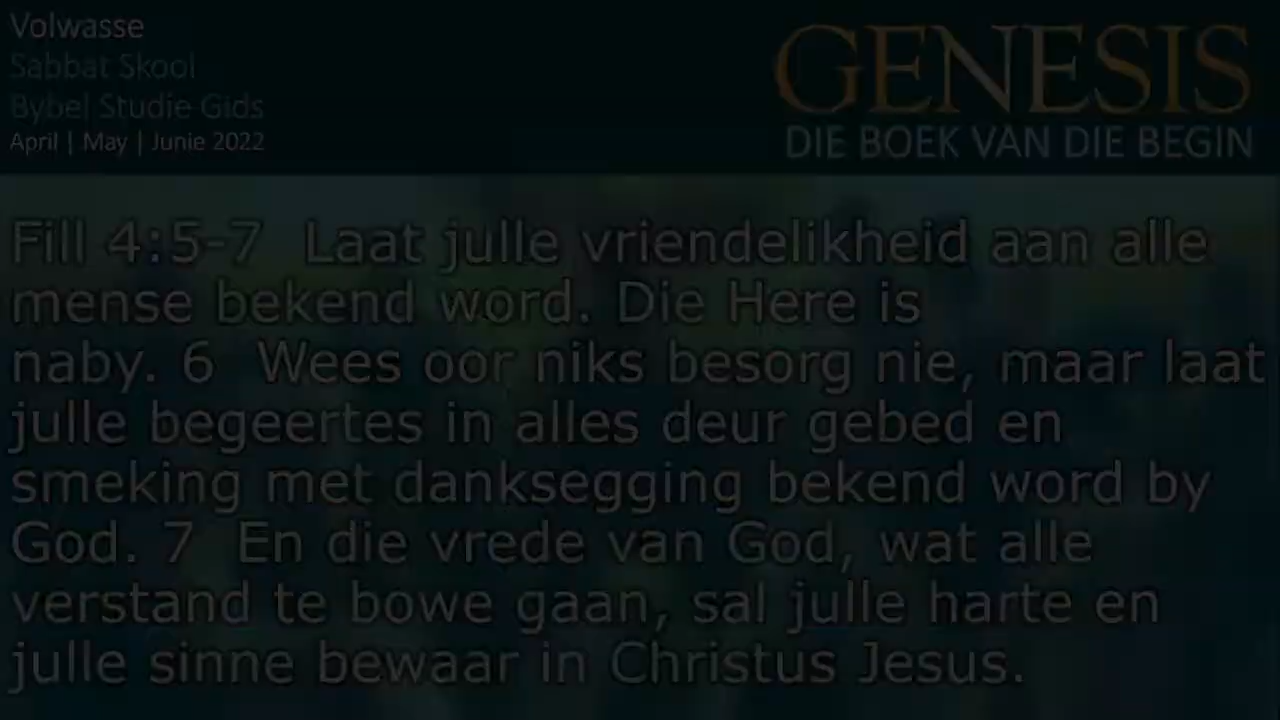 Volwasse
Sabbat Skool
Bybel Studie Gids
April | May | Junie 2022
GENESIS
DIE BOEK VAN DIE BEGIN
Fill 4:5-7 Laat julle vriendelikheid aan alle
mense bekend word. Die Here is
naby. 6 Wees oor niks besorg nie, maar laat
julle begeertes in alles deur gebed en
smeking met danksegging bekend word by
God. 7 En die vrede van God, wat alle
verstand te bowe gaan, sal julle harte en
julle sinne bewaar in Christus Jesus.